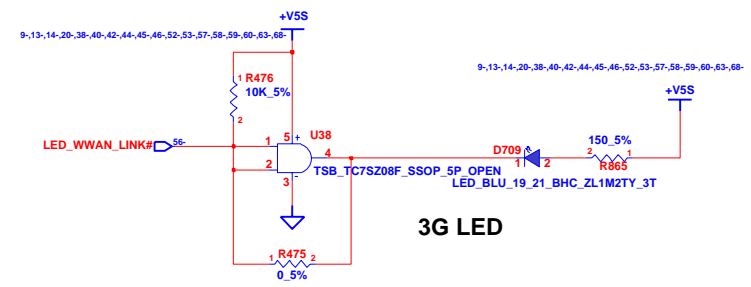 +V5S
9-,13-,14-,20-,38-,40-,42-,44-,45-,46-,52-,53-,57-,58-,59-,60-,63-,68-
9-,13-,14-,20-,38-,40-,42-,44-,45-,46-,52-,53-,57-,58-,59-,60-,63-,68-
1 R476
10K_5%
2
+V5S
LED_WWAN_LINK# 56-
1
2
5 +
U38
4
3 -
TSB_TC7SZ08F_SSOP_5P_OPEN
D709
1 2
150_5%
2 1
R865
LED_BLU_19_21_BHC_ZL1M2TY_3T
3G LED
1 R475 2
0_5%